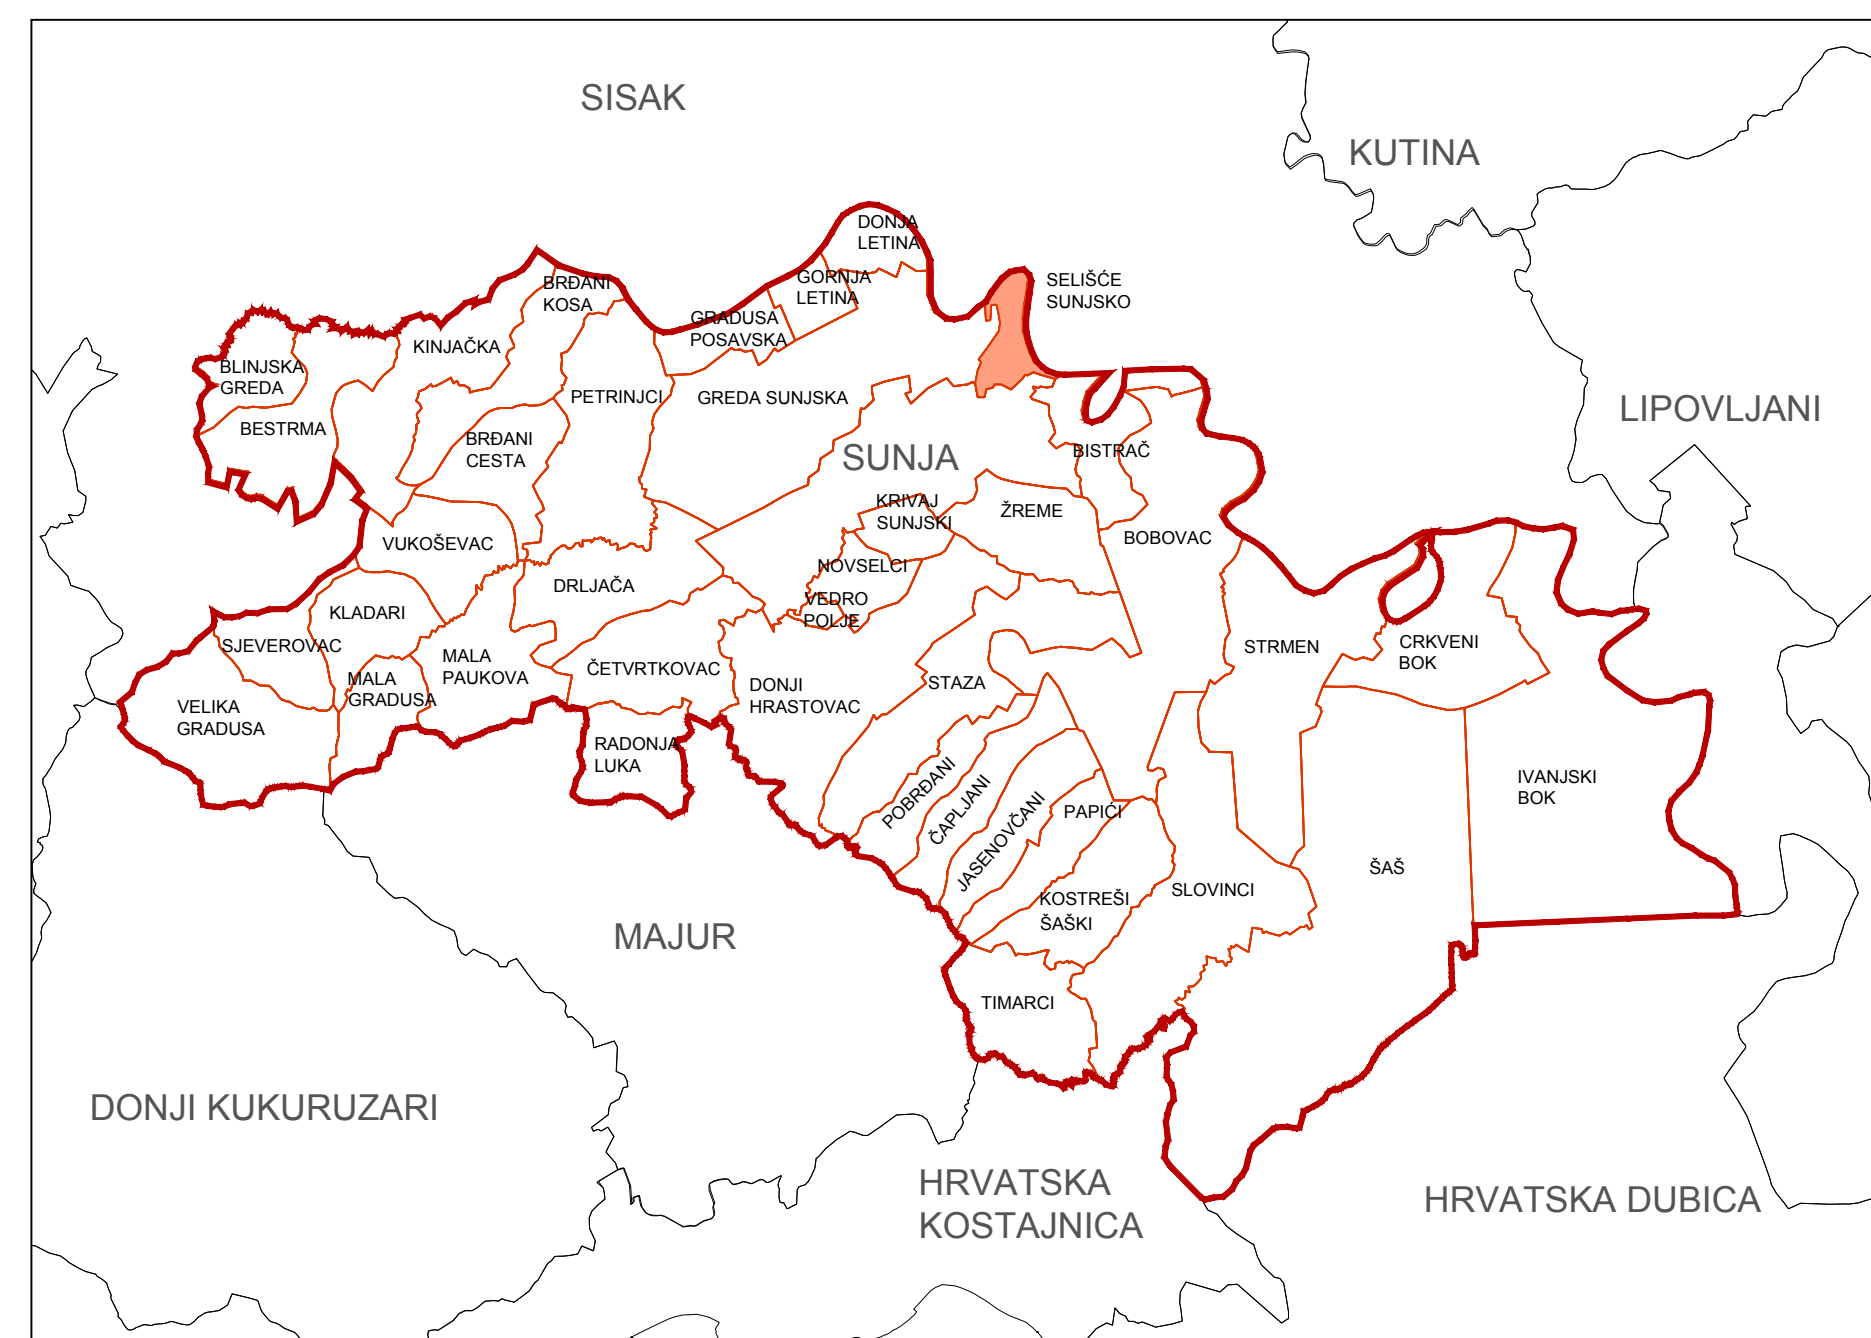 SISAK
KUTINA
DONJA
LETINA
GORNJA
LETINA
SELIŠĆE
SUNJSKO
BRĐANI
KOSA
GRADUSA
POSAVSKA
KINJAČKA
BLINJSKA
GREDA
PETRINJCI
GREDA SUNJSKA
LIPOVLJANI
BESTRMA
BRĐANI
CESTA
SUNJA
BISTRAČ
KRIVAJ
SUNJSKI
ŽREME
BOBOVAC
VUKOŠEVAC
NOVSELCI
DRLJAČA
VEDRO
POLJE
KLADARI
SJEVEROVAC
MALA
PAUKOVA
ČETVRTKOVAC
STRMEN
CRKVENI
BOK
MALA
GRADUSA
DONJI
HRASTOVAC
STAZA
VELIKA
GRADUSA
RADONJA
LUKA
IVANJSKI
BOK
POBRĐANI
ČAPLJANI
JASENOVČANI
PAPIĆI
ŠAŠ
KOSTREŠI
ŠAŠKI
SLOVINCI
MAJUR
TIMARCI
DONJI KUKURUZARI
HRVATSKA
KOSTAJNICA
HRVATSKA DUBICA